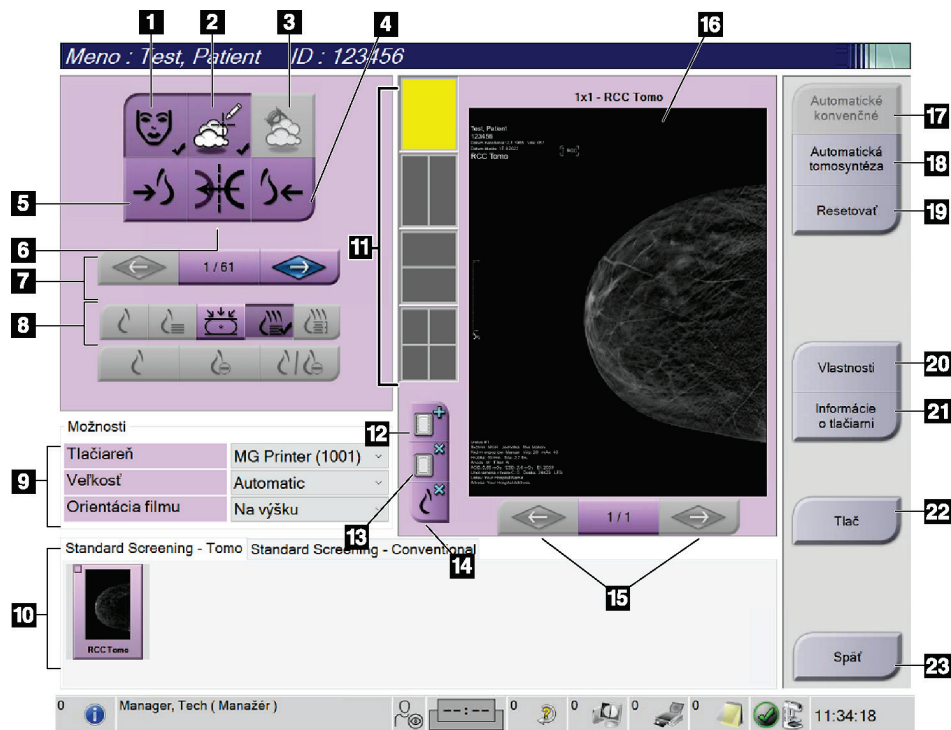 1
2
3
4
16
Meno : Test, Patient ID : 123456
1x1 - RCC Tomo
Test, Patient
123456
RCC Tomo
RCC
Automatické
konvenčné
17
Automatická
tomosyntéza
18
Resetovať
19
5
6
11
7
1 / 61
8
Vlastnosti
20
Informácie
o tlačiarni
21
Možnosti
12
9
Tlačiareň
MG Printer (1001)
Veľkosť
Automatic
Orientácia filmu
Na výšku
13
14
1 / 1
15
Tlač
22
Standard Screening - Tomo
Standard Screening - Conventional
10
RCC Tomo
Späť
23
0
Manager, Tech ( Manažér )
--:--
0
0
0
0
11:34:18